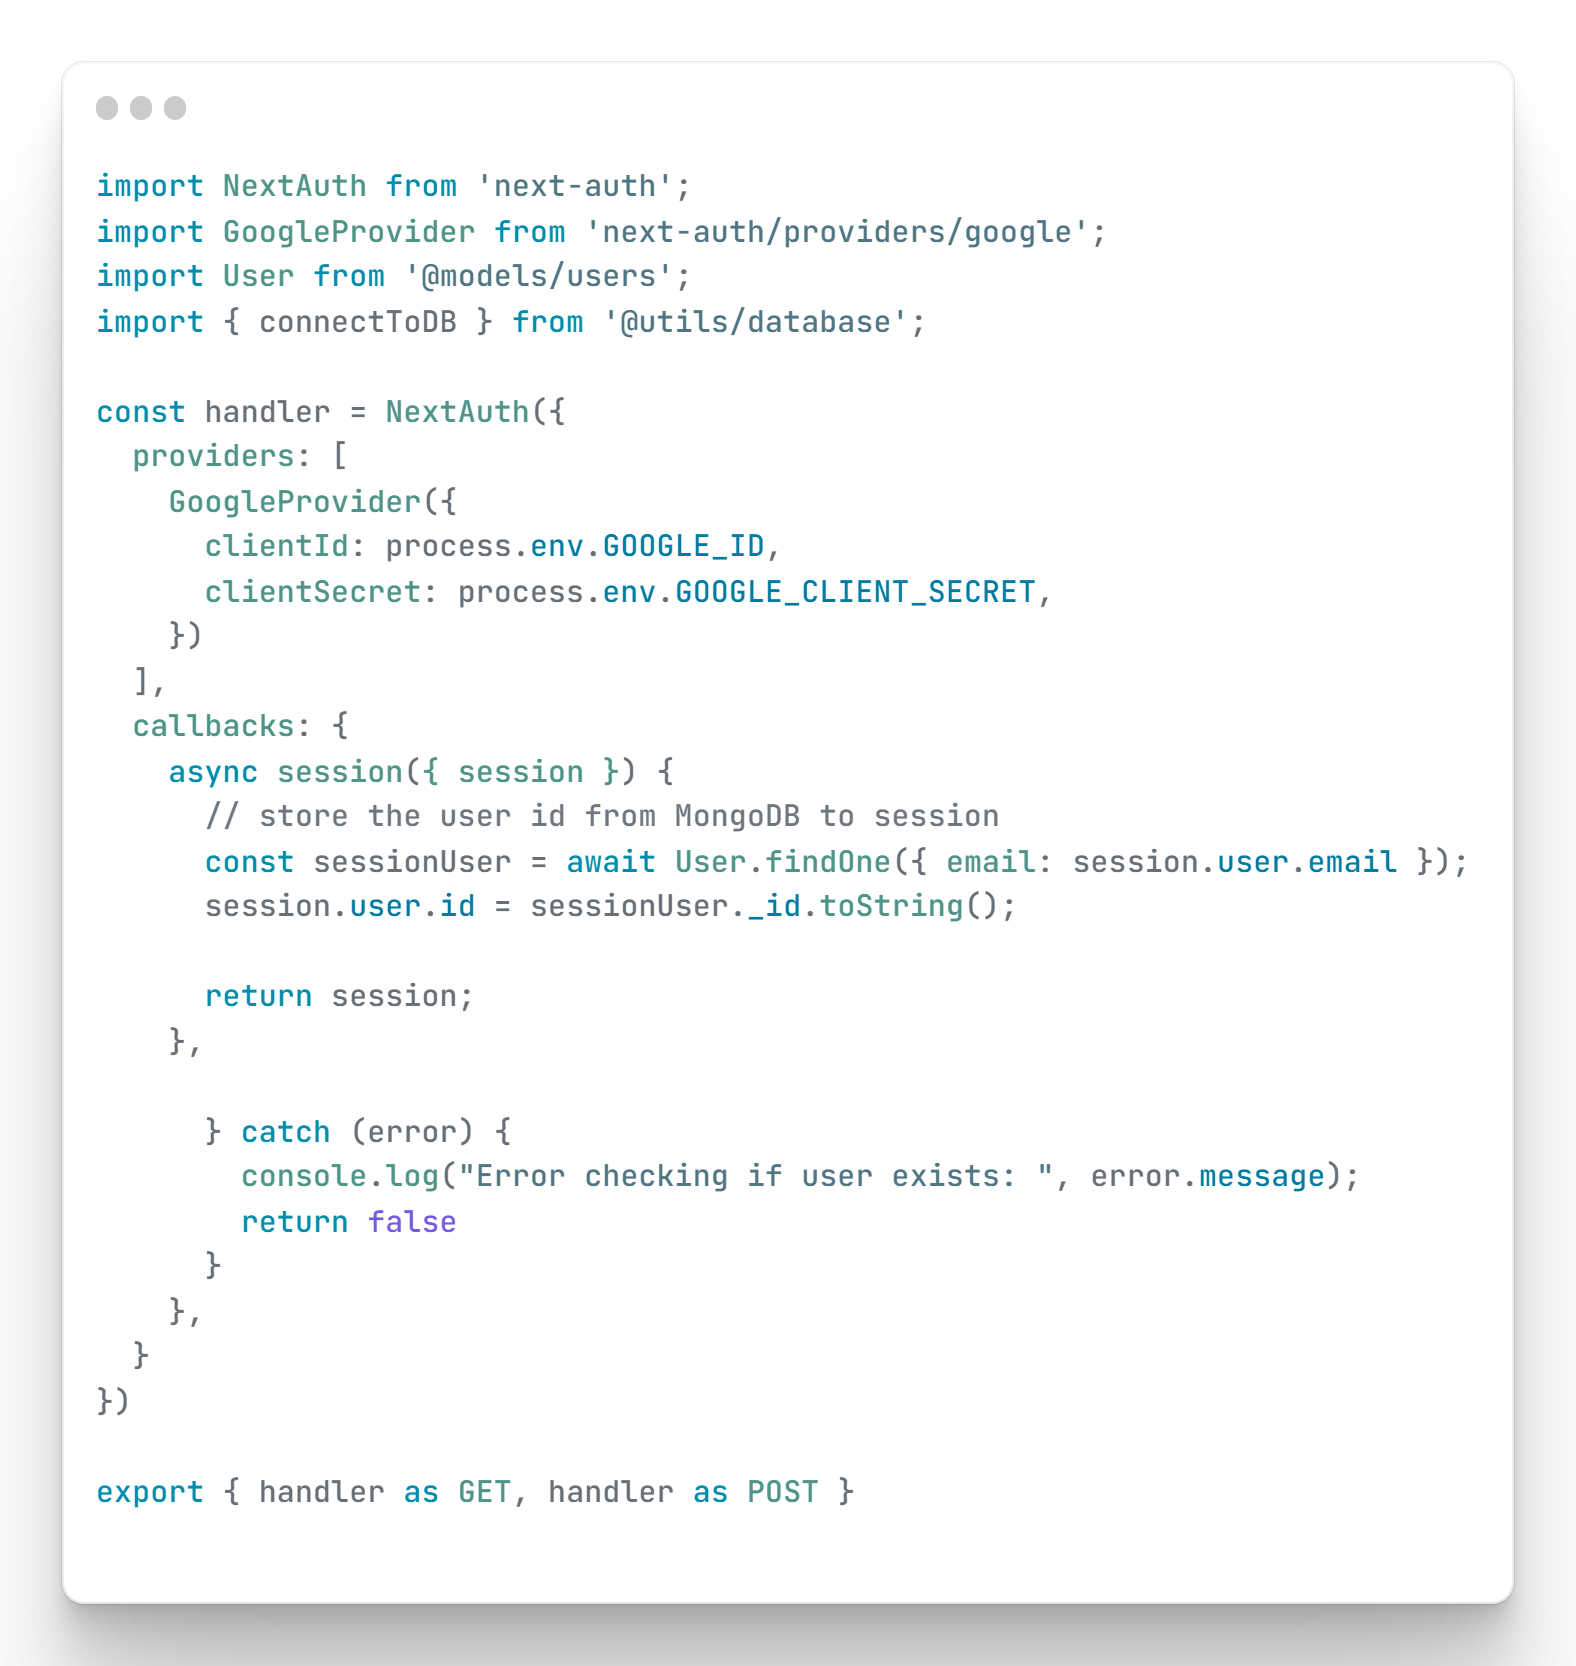 import NextAuth from 'next-auth';
import GoogleProvider from 'next-auth/providers/google';
import User from '@models/users';
import { connectToDB } from '@utils/database';

const handler = NextAuth({
  providers: [
    GoogleProvider({
      clientId: process.env.GOOGLE_ID,
      clientSecret: process.env.GOOGLE_CLIENT_SECRET,
    })
  ],
  callbacks: {
    async session({ session }) {
      // store the user id from MongoDB to session
      const sessionUser = await User.findOne({ email: session.user.email });
      session.user.id = sessionUser._id.toString();

      return session;
    },

      } catch (error) {
        console.log("Error checking if user exists: ", error.message);
        return false
      }
    },
  }
})

export { handler as GET, handler as POST }